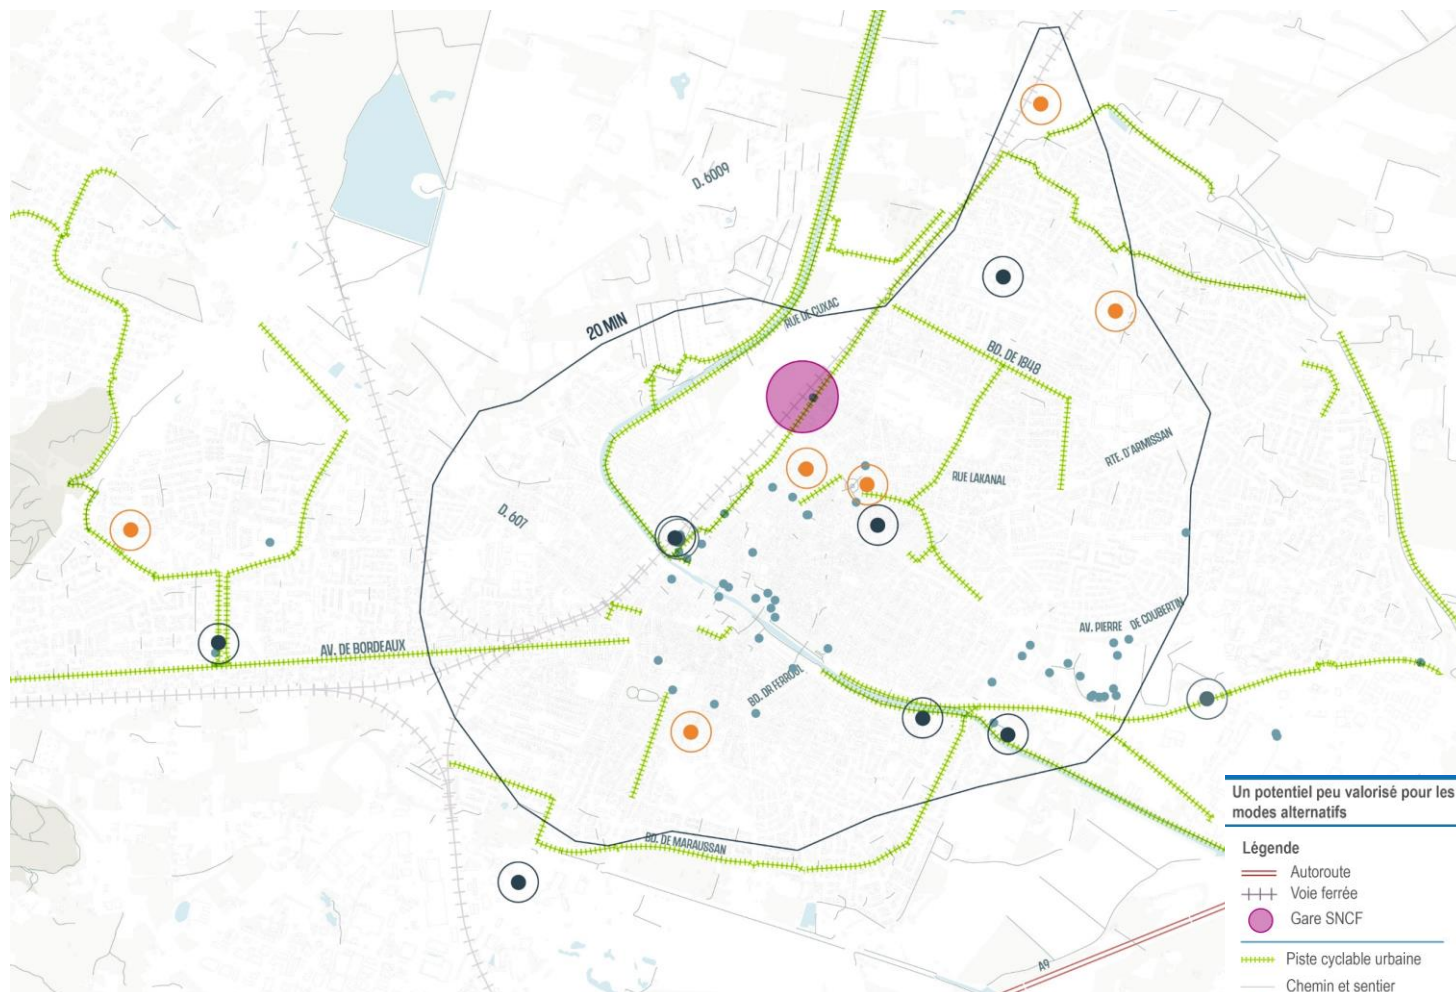 D. 6009
RUE DE CUXAC
20 MIN
BD. DE 1848
RTE. D'ARMISSAN
RUE LAKANAL
D. 607
AV. PIERRE DE COUBERTIN
AV. DE BORDEAUX
BD. DR FERROUL
BD. DE MARAUSSAN
A9
Un potentiel peu valorisé pour les
modes alternatifs
Légende
Autoroute
Voie ferrée
Gare SNCF
Piste cyclable urbaine
Chemin et sentier